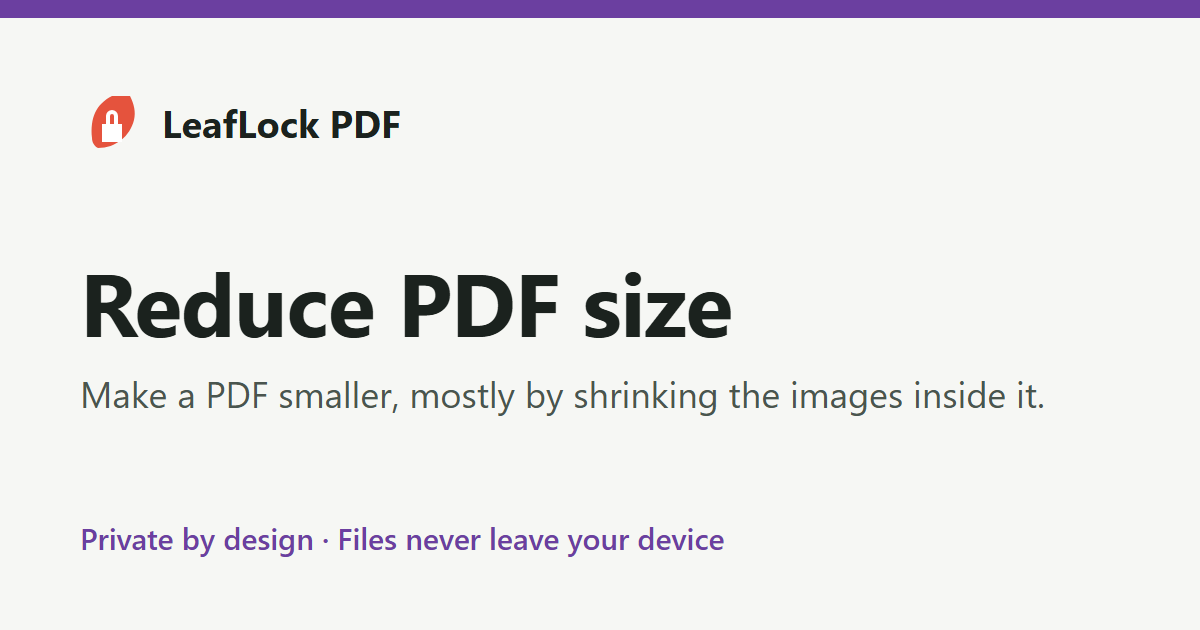 LeafLock PDF
Reduce PDF size
Make a PDF smaller, mostly by shrinking the images inside it.
Private by design · Files never leave your device